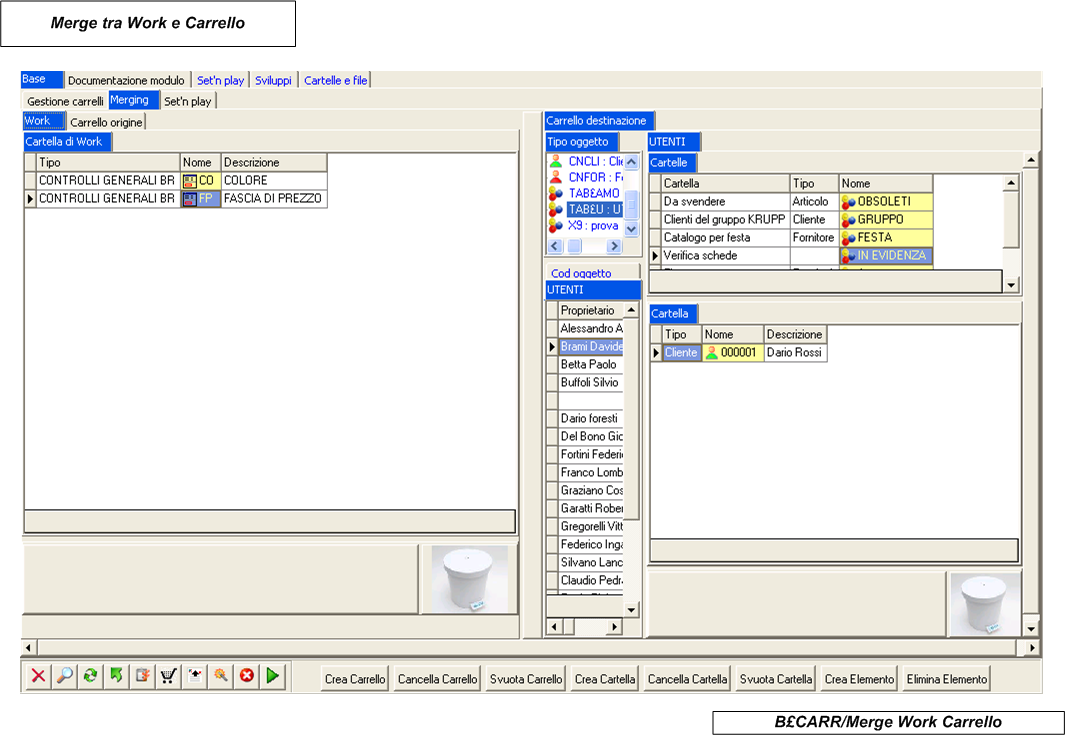 Merge tra Work e Carrello
Base Documentazione modulo Set'n play Sviluppi Cartelle e file
Gestione carrelli Merging Set'n play
Work Carrello origine
Cartella di Work
Tipo Nome Descrizione
CONTROLLI GENERALI BR CO COLORE
CONTROLLI GENERALI BR FP FASCIA DI PREZZO
Carrello destinazione
Tipo oggetto
CNCLI : Clie
CNFOR : Fo
TAB£AMO
TAB£U : UT
X9 : prova
Cod oggetto
UTENTI
Proprietario
Alessandro A
Brami Davide
Betta Paolo
Buffoli Silvio
Dario foresti
Del Bono Gio
Fortini Federi
Franco Lomb
Graziano Cos
Garatti Rober
Gregorelli Vitt
Federico Inga
Silvano Lanc
Claudio Pedr
UTENTI
Cartelle
Cartella Tipo Nome
Da svendere Articolo OBSOLETI
Clienti del gruppo KRUPP Cliente GRUPPO
Catalogo per festa Fornitore FESTA
Verifica schede IN EVIDENZA
Cartella
Tipo Nome Descrizione
Cliente 000001 Dario Rossi
Crea Carrello Cancella Carrello Svuota Carrello Crea Cartella Cancella Cartella Svuota Cartella Crea Elemento Elimina Elemento
B£CARR/Merge Work Carrello